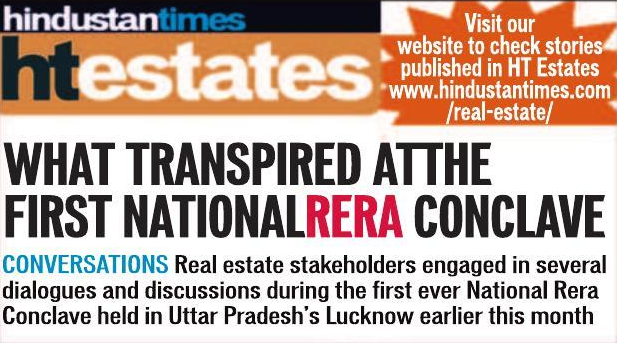 hindustantimes
htestates
Visit our
website to check stories
published in HT Estates
www.hindustantimes.com
/real-estate/
WHAT TRANSPIRED ATTHE
FIRST NATIONALRERA CONCLAVE
CONVERSATIONS Real estate stakeholders engaged in several
dialogues and discussions during the first ever National Rera
Conclave held in Uttar Pradesh's Lucknow earlier this month